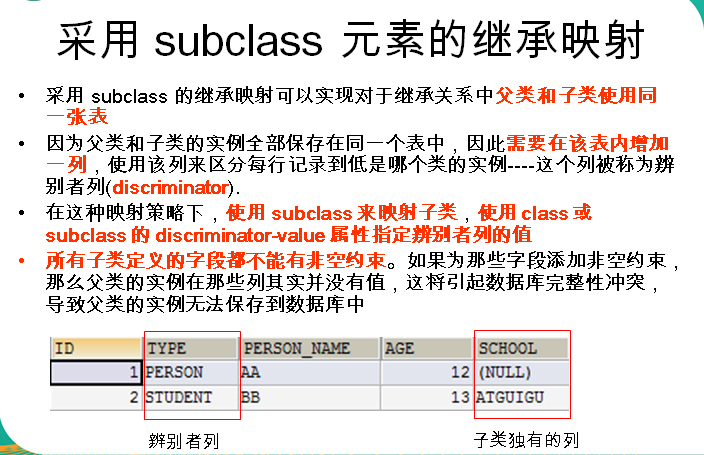 采用 subclass 元素的继承映射
• 采用 subclass 的继承映射可以实现对于继承关系中父类和子类使用同
一张表
• 因为父类和子类的实例全部保存在同一个表中，因此需要在该表内增加
一列，使用该列来区分每行记录到低是哪个类的实例----这个列被称为辨
别者列(discriminator).
• 在这种映射策略下，使用 subclass 来映射子类，使用 class 或
subclass 的 discriminator-value 属性指定辨别者列的值
• 所有子类定义的字段都不能有非空约束。如果为那些字段添加非空约束，
那么父类的实例在那些列其实并没有值，这将引起数据库完整性冲突，
导致父类的实例无法保存到数据库中
ID TYPE PERSON_NAME AGE SCHOOL
1 PERSON AA 12 (NULL)
2 STUDENT BB 13 ATGUIGU
辨别者列 子类独有的列